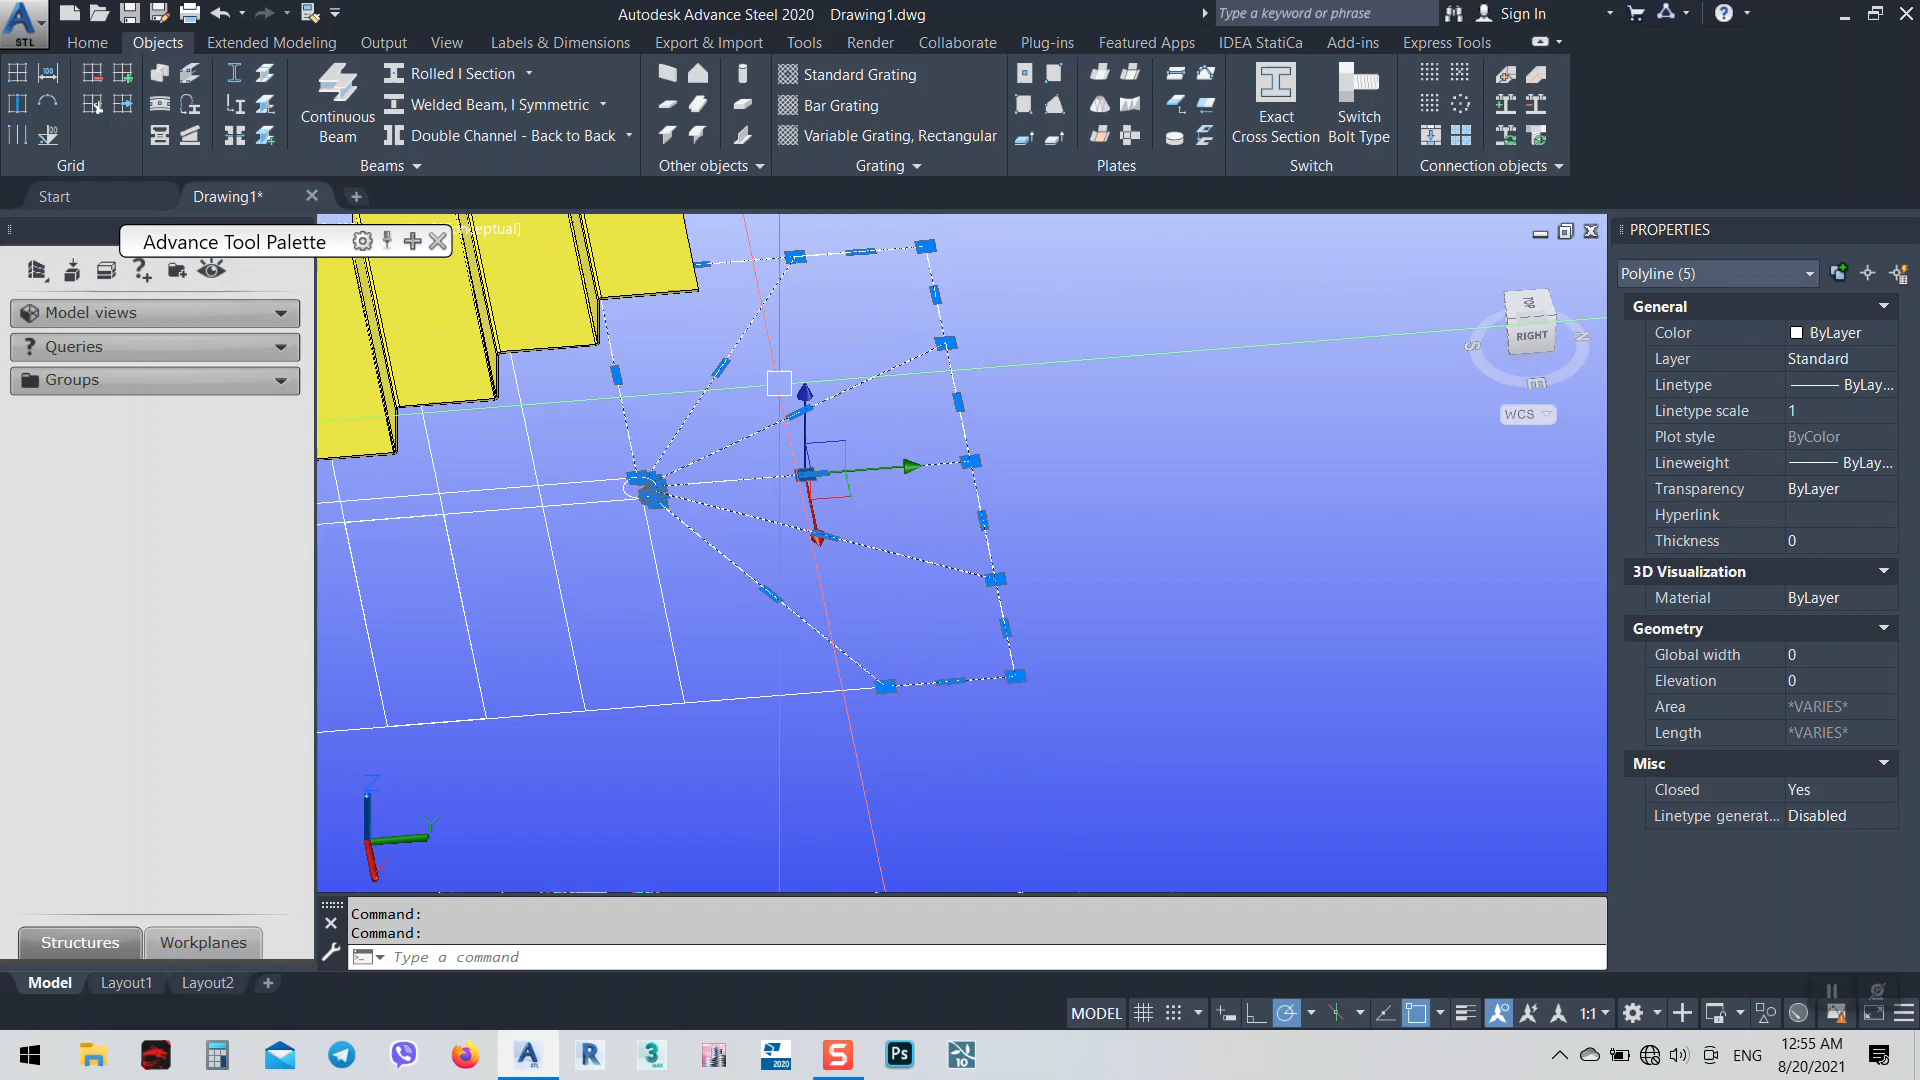 STL
Autodesk Advance Steel 2020 Drawing1.dwg
Type a keyword or phrase
Sign In
Home Objects Extended Modeling Output View Labels & Dimensions Export & Import Tools Render Collaborate Plug-ins Featured Apps IDEA StatiCa Add-ins Express Tools
Continuous Beam
Rolled I Section
Welded Beam, I Symmetric
Double Channel - Back to Back
Standard Grating
Bar Grating
Variable Grating, Rectangular
Exact Cross Section
Switch Bolt Type
Grid Beams Other objects Grating Plates Switch Connection objects
Start Drawing1*
Advance Tool Palette
Model views
Queries
Groups
Structures Workplanes
TOP
RIGHT
S
N
E
WCS
Z
Y
PROPERTIES
Polyline (5)
General
Color ByLayer
Layer Standard
Linetype ByLay...
Linetype scale 1
Plot style ByColor
Lineweight ByLay...
Transparency ByLayer
Hyperlink
Thickness 0
3D Visualization
Material ByLayer
Geometry
Global width 0
Elevation 0
Area *VARIES*
Length *VARIES*
Misc
Closed Yes
Linetype generat... Disabled
Command:
Command:
Type a command
Model Layout1 Layout2
MODEL 1:1
ENG
12:55 AM
8/20/2021